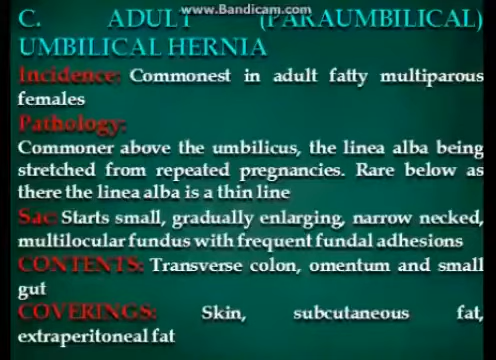 www.Bandicam.com
C. ADULT (PARAUMBILICAL)
UMBILICAL HERNIA
Incidence: Commonest in adult fatty multiparous
females
Pathology:
Commoner above the umbilicus, the linea alba being
stretched from repeated pregnancies. Rare below as
there the linea alba is a thin line
Sac: Starts small, gradually enlarging, narrow necked,
multilocular fundus with frequent fundal adhesions
CONTENTS: Transverse colon, omentum and small
gut
COVERINGS: Skin, subcutaneous fat,
extraperitoneal fat